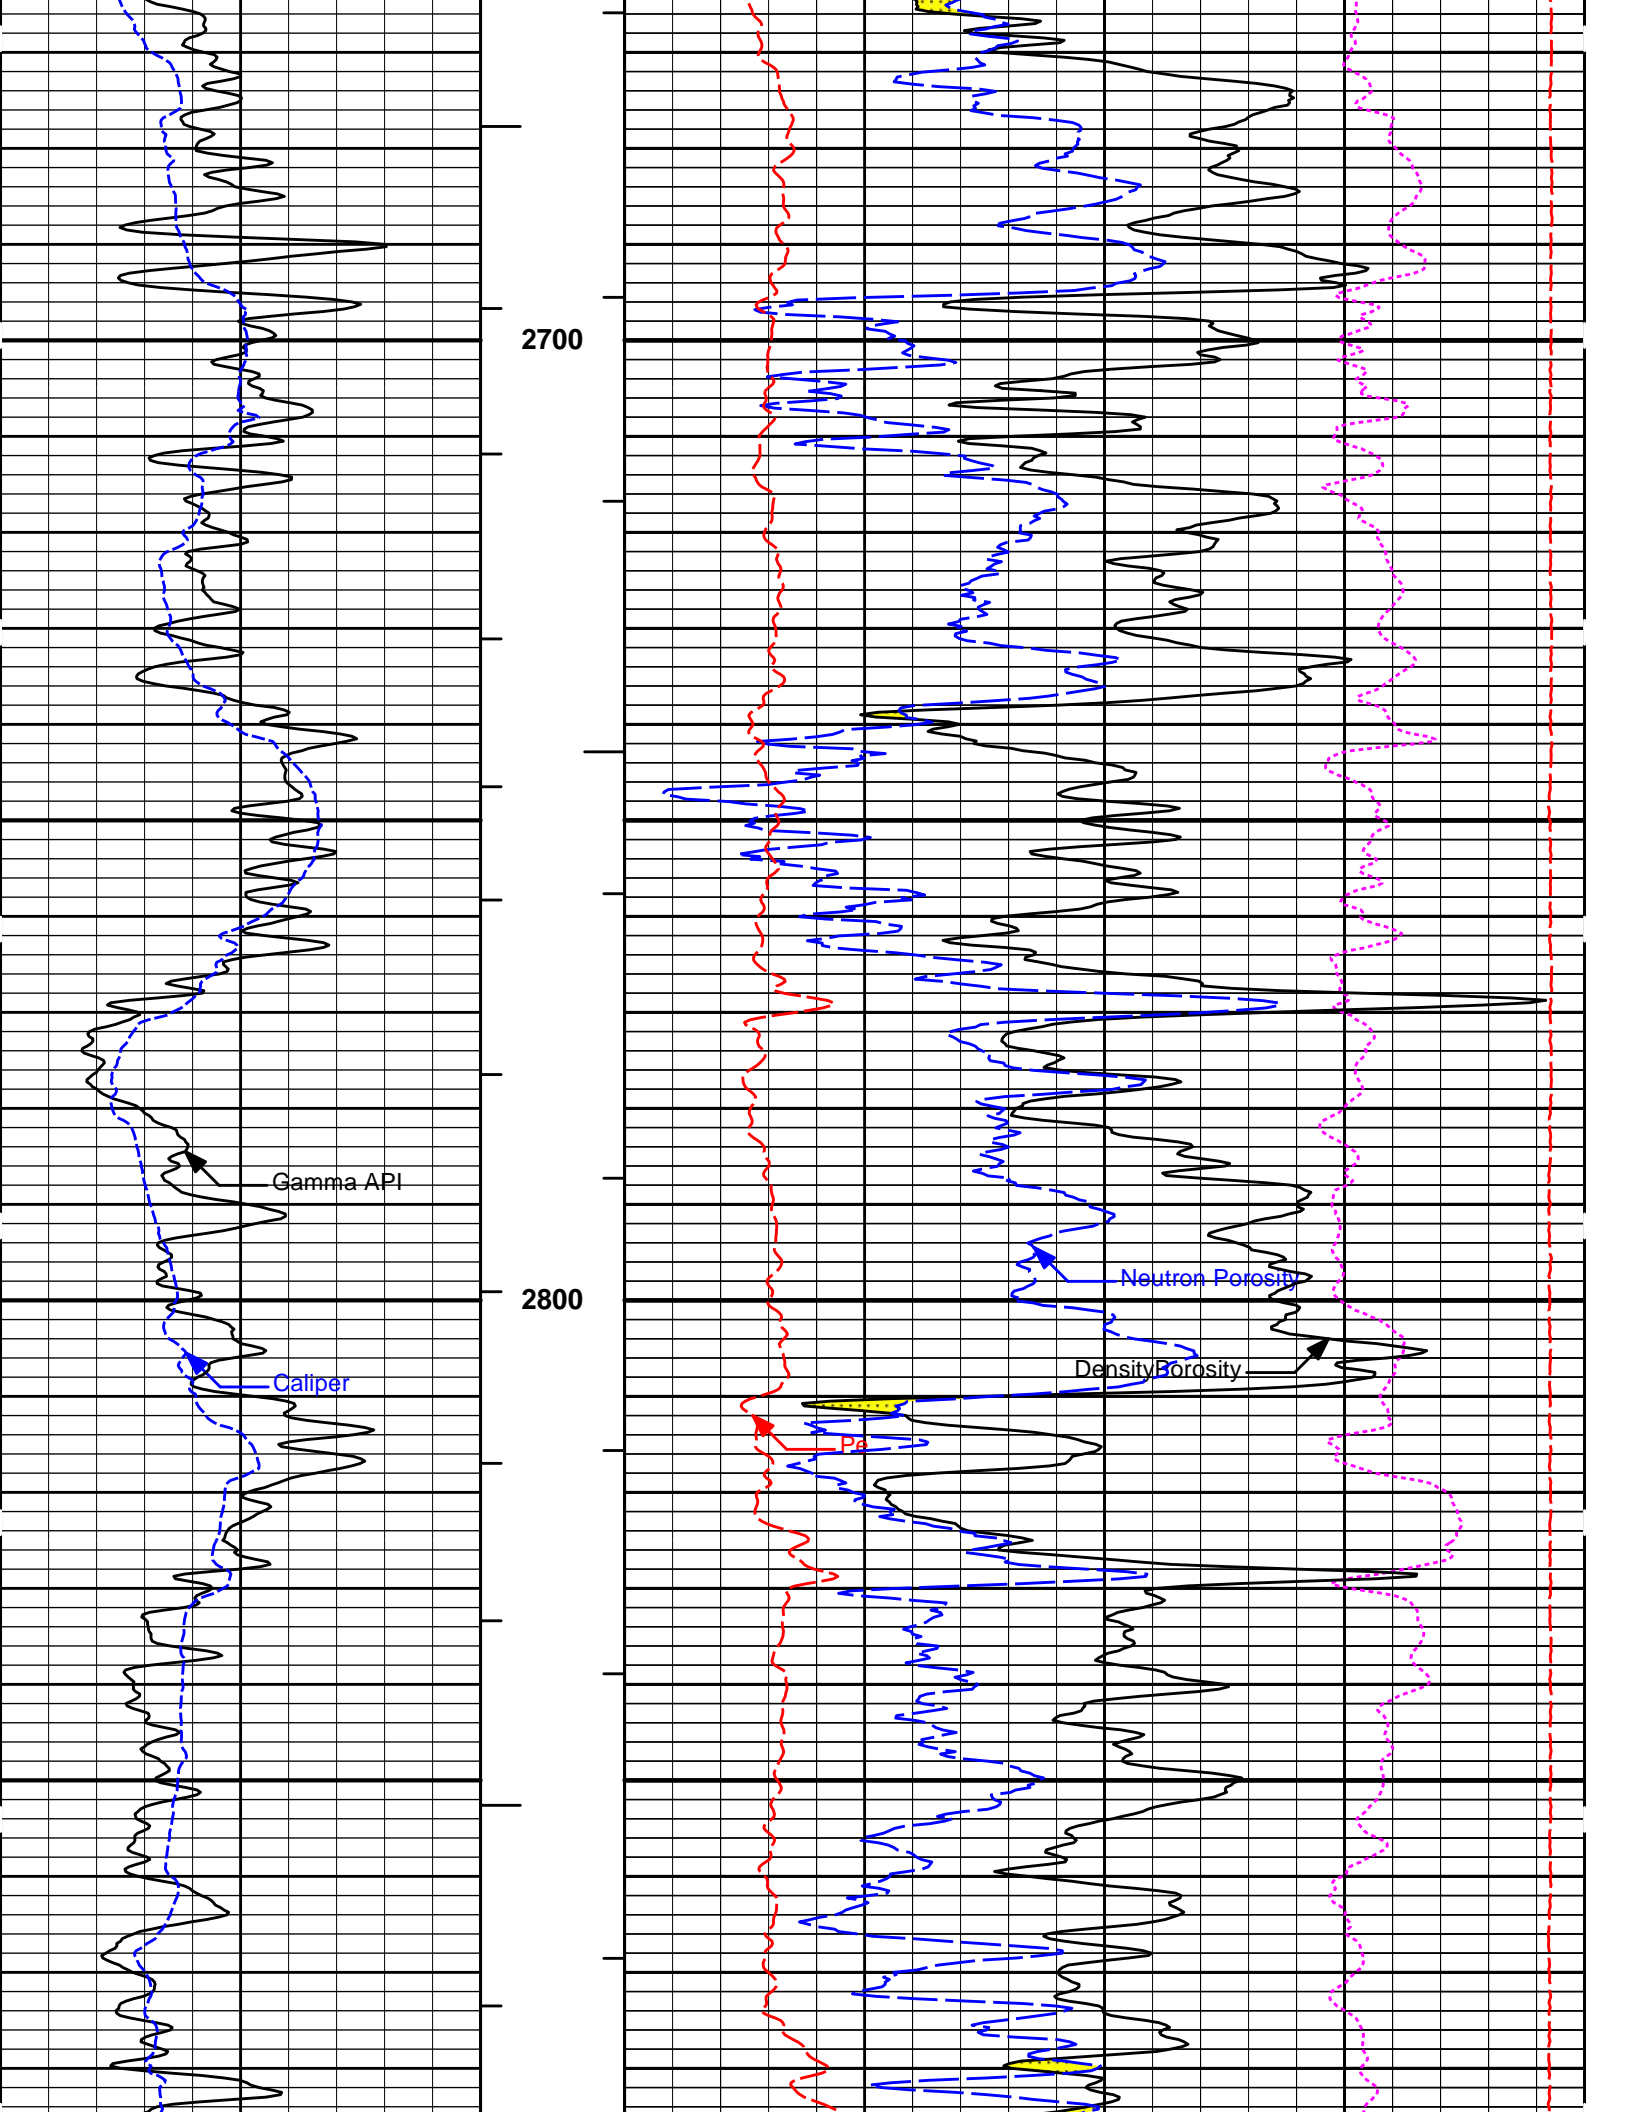 2700
Gamma API
Neutron Porosity
2800
DensityPorosity
Caliper
Pe